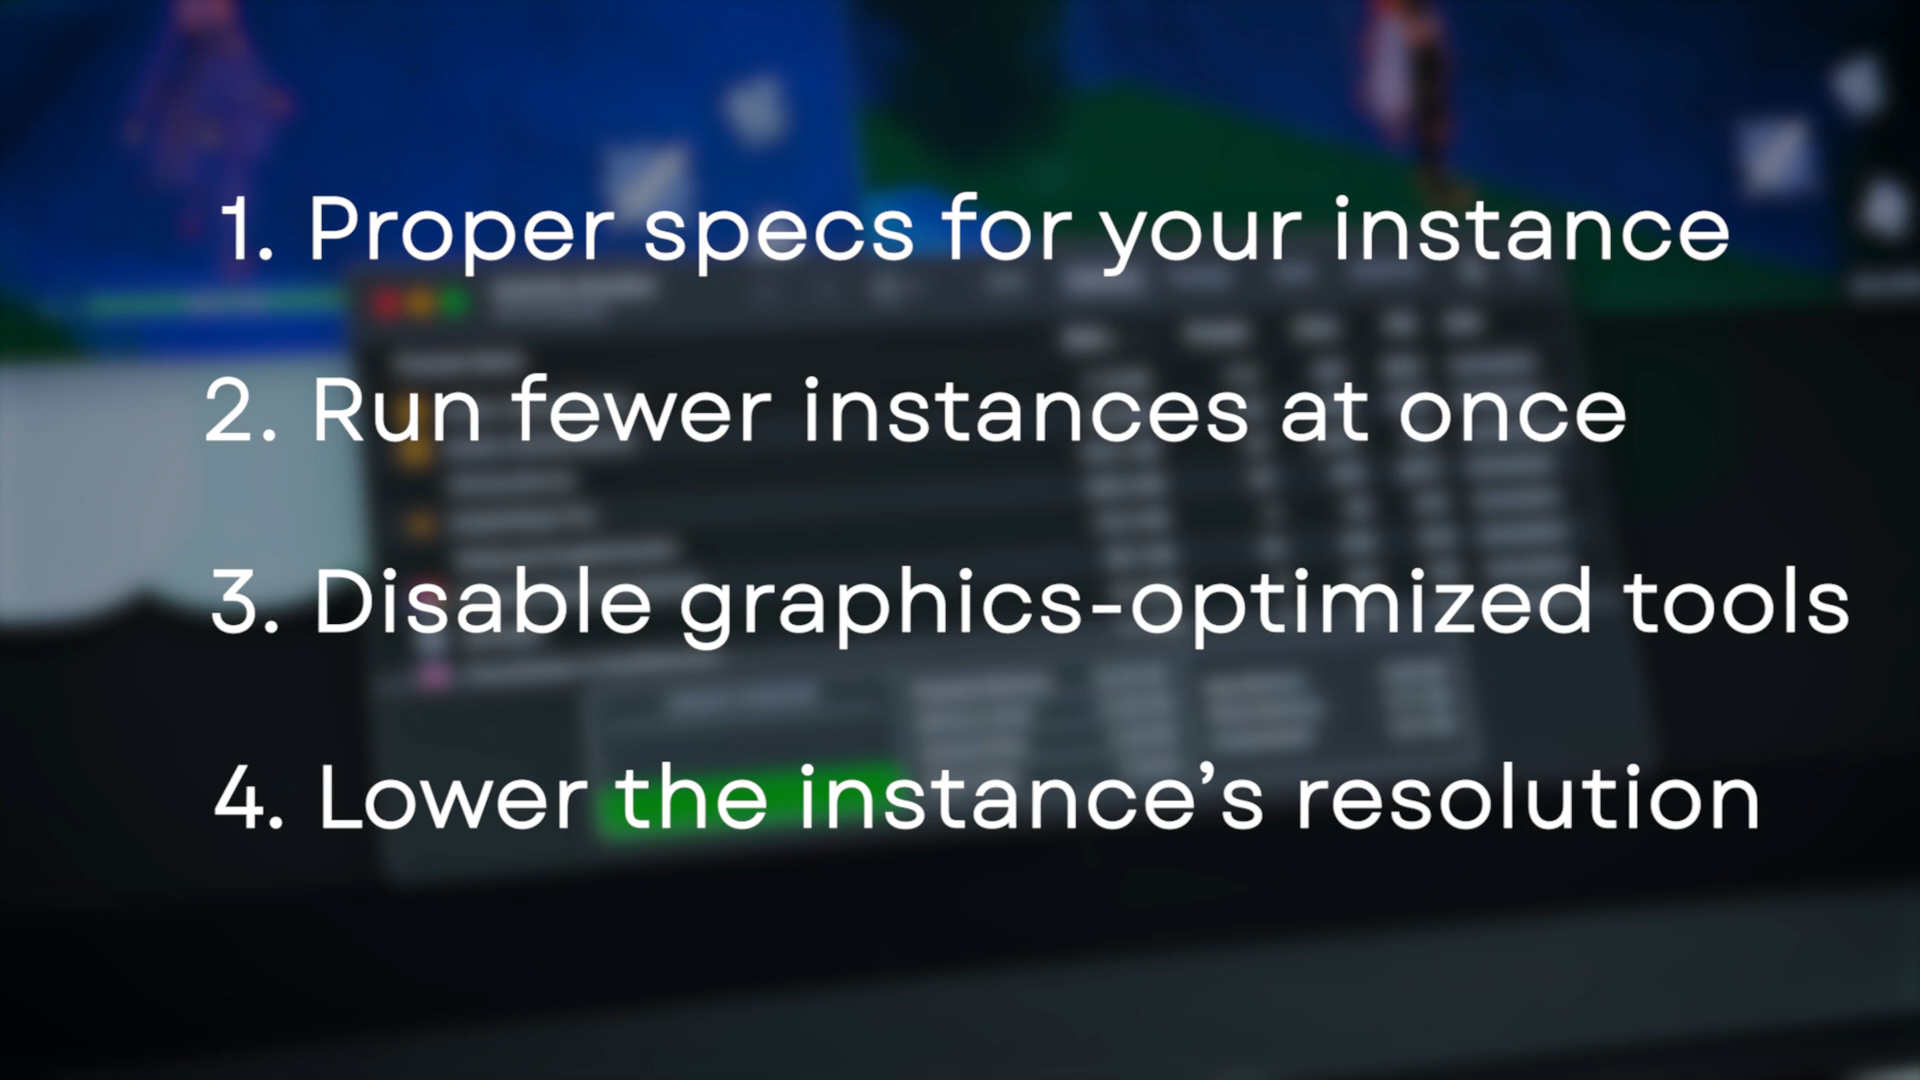 1. Proper specs for your instance
2. Run fewer instances at once
3. Disable graphics-optimized tools
4. Lower the instance’s resolution